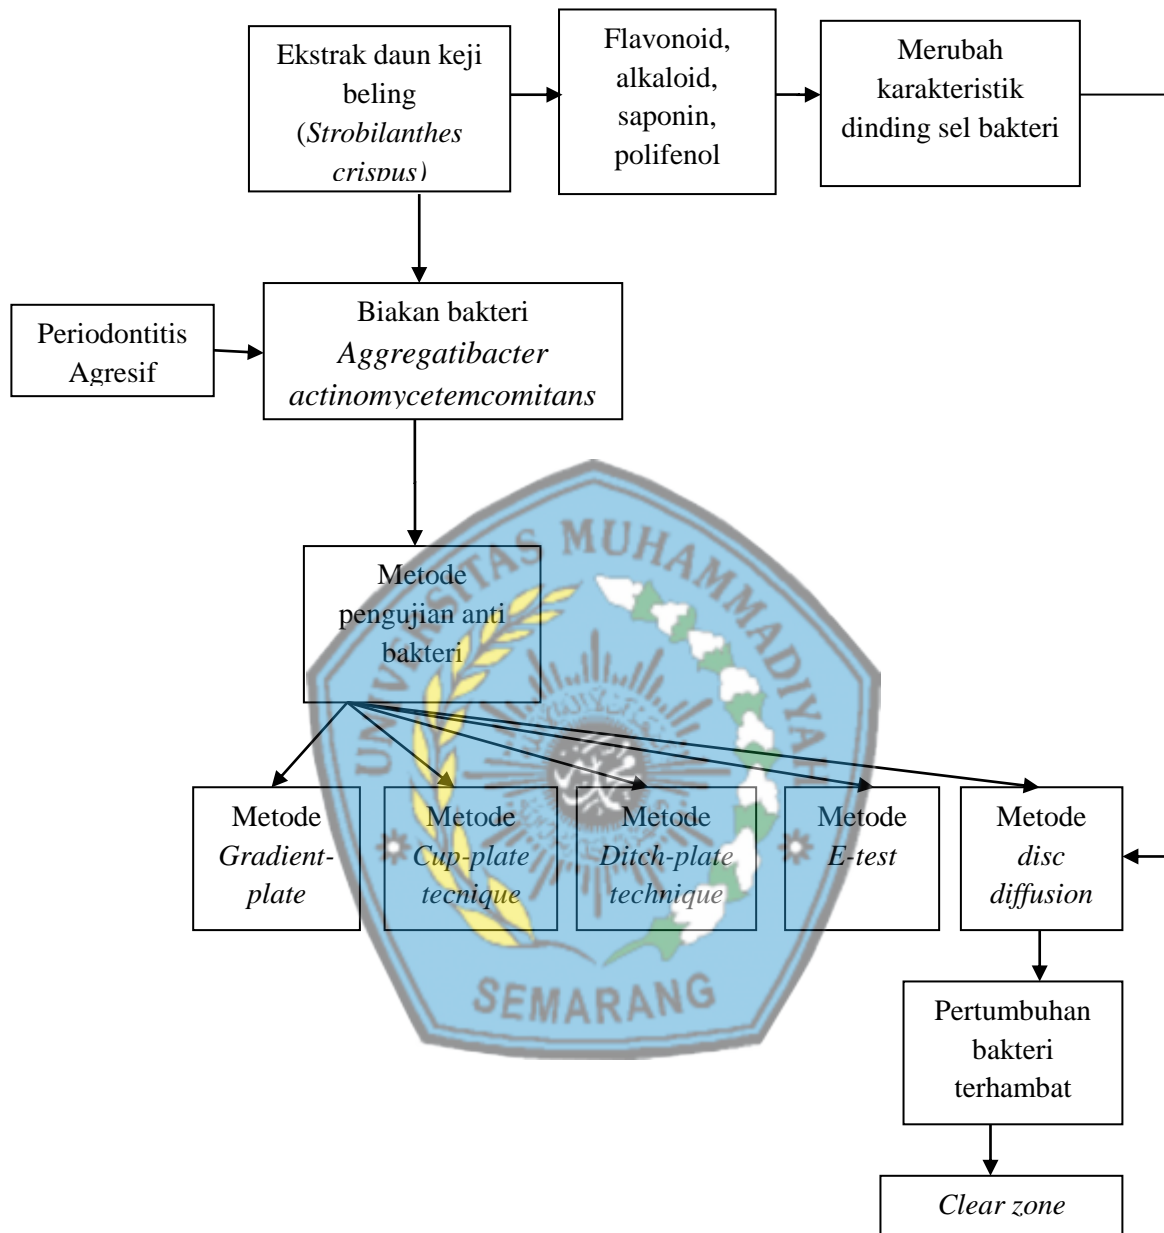 Ekstrak daun keji
beling
(Strobilanthes
crispus)
Flavonoid,
alkaloid,
saponin,
polifenol
Merubah
karakteristik
dinding sel bakteri
Periodontitis
Agresif
Biakan bakteri
Aggregatibacter
actinomycetemcomitans
Metode
pengujian anti
bakteri
UNIVERSITAS MUHAMMADIYAH
SEMARANG
Metode
Gradient-
plate
Metode
Cup-plate
tecnique
Metode
Ditch-plate
technique
Metode
E-test
Metode
disc
diffusion
Pertumbuhan
bakteri
terhambat
Clear zone